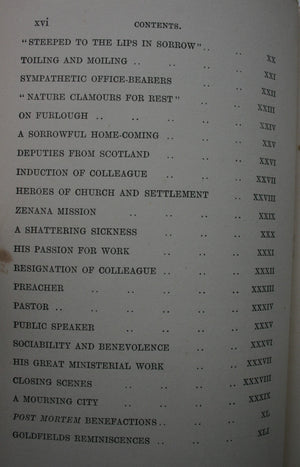 xvi CONTENTS.
"STEEPED TO THE LIPS IN SORROW" .. .. .. XX
TOILING AND MOILING .. .. .. .. XXI
SYMPATHETIC OFFICE-BEARERS .. .. .. XXII
"NATURE CLAMOURS FOR REST" .. .. .. XXIII
ON FURLOUGH .. .. .. .. .. XXIV
A SORROWFUL HOME-COMING .. .. .. XXV
DEPUTIES FROM SCOTLAND .. .. .. XXVI
INDUCTION OF COLLEAGUE .. .. .. XXVII
HEROES OF CHURCH AND SETTLEMENT .. .. XXVIII
ZENANA MISSION .. .. .. .. XXIX
A SHATTERING SICKNESS .. .. .. XXX
HIS PASSION FOR WORK .. .. .. XXXI
RESIGNATION OF COLLEAGUE .. .. .. XXXII
PREACHER .. .. .. .. XXXIII
PASTOR .. .. .. .. .. XXXIV
PUBLIC SPEAKER .. .. .. .. XXXV
SOCIABILITY AND BENEVOLENCE .. .. XXXVI
HIS GREAT MINISTERIAL WORK .. .. XXXVII
CLOSING SCENES .. .. .. .. XXXVIII
A MOURNING CITY .. .. .. .. XXXIX
POST MORTEM BENEFACTIONS .. .. .. XL
GOLDFIELDS REMINISCENCES .. .. .. XLI